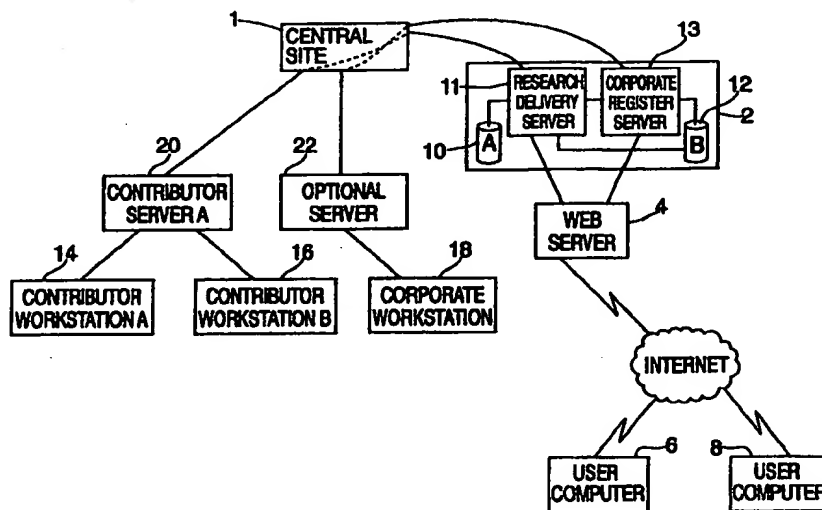 1
CENTRAL
SITE
13
11
RESEARCH
DELIVERY
SERVER
CORPORATE
REGISTER
SERVER
12
2
10
A
B
20
CONTRIBUTOR
SERVER A
22
OPTIONAL
SERVER
WEB
SERVER
4
14
CONTRIBUTOR
WORKSTATION A
16
CONTRIBUTOR
WORKSTATION B
18
CORPORATE
WORKSTATION
INTERNET
6
USER
COMPUTER
8
USER
COMPUTER